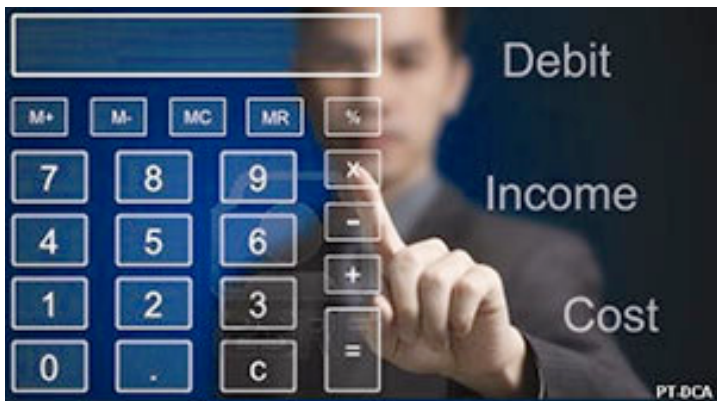 Debit
M+ M- MC MR %
7 8 9 x
Income
-
4 5 6
+
1 2 3
Cost
=
0 . c
PT-DCA